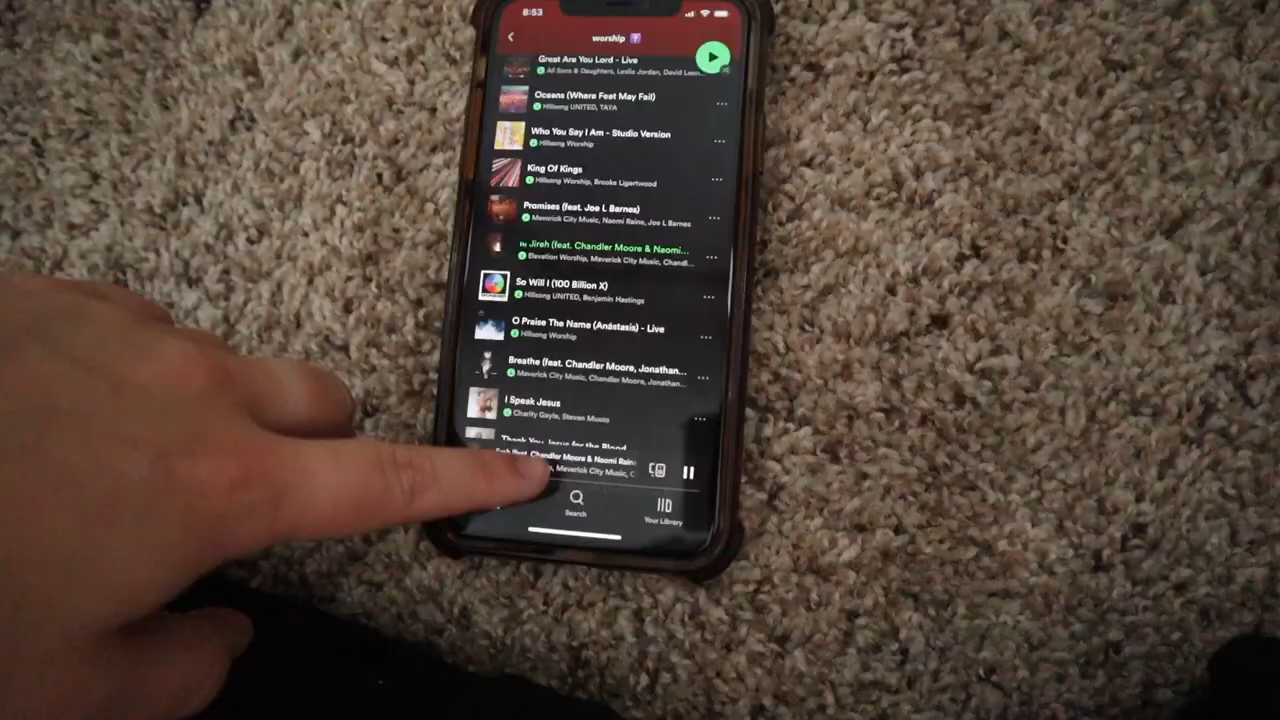 8:53
worship
Great Are You Lord - Live
All Sons & Daughters, Leslie Jordan, David Leon...
Oceans (Where Feet May Fail)
Hillsong UNITED, TAYA
Who You Say I Am - Studio Version
Hillsong Worship
King Of Kings
Hillsong Worship, Brooke Ligertwood
Promises (feat. Joe L Barnes)
Maverick City Music, Naomi Raine, Joe L Barnes
Jireh (feat. Chandler Moore & Naomi...
Elevation Worship, Maverick City Music, Chandl...
So Will I (100 Billion X)
Hillsong UNITED, Benjamin Hastings
O Praise The Name (Anástasis) - Live
Hillsong Worship
Breathe (feat. Chandler Moore, Jonathan...
Maverick City Music, Chandler Moore, Jonathan...
I Speak Jesus
Charity Gayle, Steven Musso
Thank You Jesus for the Blood
(feat. Chandler Moore & Naomi Raine
Maverick City Music, C
Search
Your Library